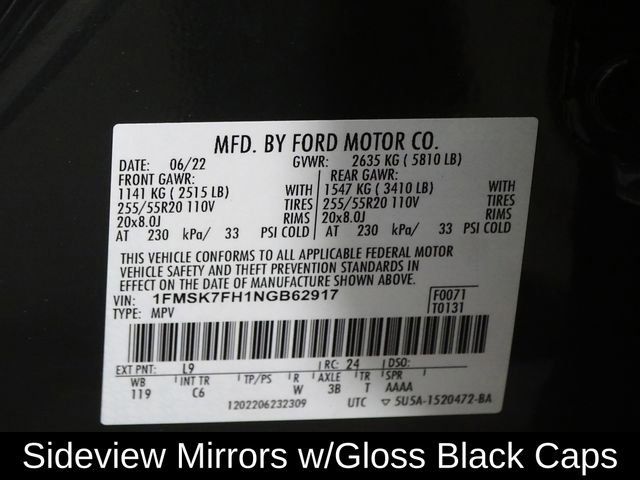 MFD. BY FORD MOTOR CO.
DATE: 06/22 GVWR: 2635 KG ( 5810 LB)
FRONT GAWR: REAR GAWR:
1141 KG ( 2515 LB) WITH 1547 KG ( 3410 LB) WITH
255/55R20 110V TIRES 255/55R20 110V TIRES
20x8.0J RIMS 20x8.0J RIMS
AT 230 kPa/ 33 PSI COLD AT 230 kPa/ 33 PSI COLD
THIS VEHICLE CONFORMS TO ALL APPLICABLE FEDERAL MOTOR
VEHICLE SAFETY AND THEFT PREVENTION STANDARDS IN
EFFECT ON THE DATE OF MANUFACTURE SHOWN ABOVE.
VIN: 1FMSK7FH1NGB62917 F0071
TYPE: MPV T0131
EXT PNT: L9 RC: 24 DSO:
WB INT TR TP/PS R AXLE TR SPR
119 C6 W 3B T AAAA
1202206232309 UTC ▽ 5U5A-1520472-BA
Sideview Mirrors w/Gloss Black Caps